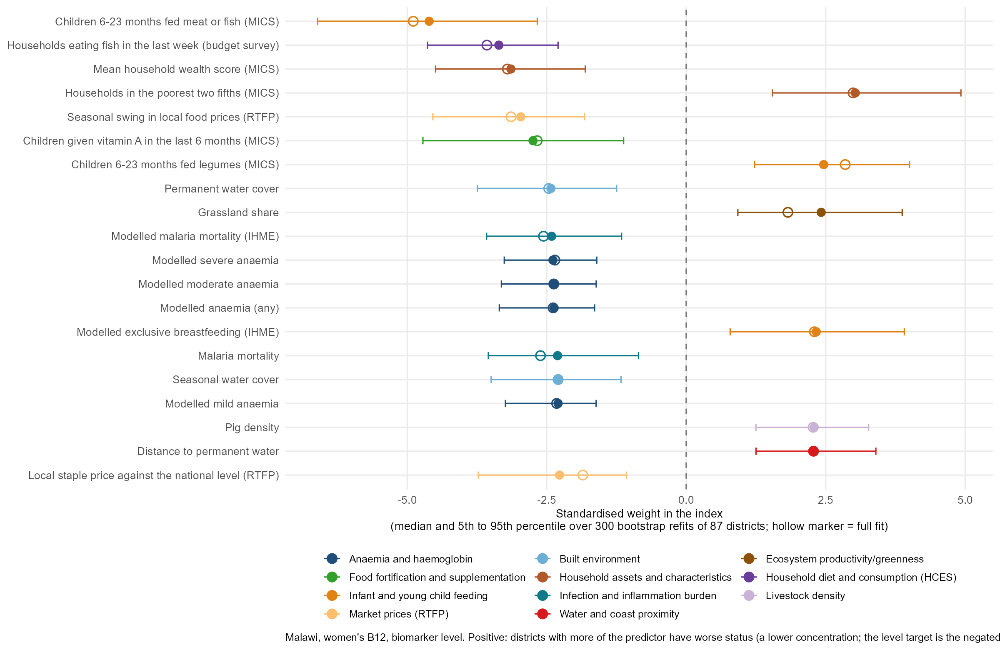 Children 6-23 months fed meat or fish (MICS)
Households eating fish in the last week (budget survey)
Mean household wealth score (MICS)
Households in the poorest two fifths (MICS)
Seasonal swing in local food prices (RTFP)
Children given vitamin A in the last 6 months (MICS)
Children 6-23 months fed legumes (MICS)
Permanent water cover
Grassland share
Modelled malaria mortality (IHME)
Modelled severe anaemia
Modelled moderate anaemia
Modelled anaemia (any)
Modelled exclusive breastfeeding (IHME)
Malaria mortality
Seasonal water cover
Modelled mild anaemia
Pig density
Distance to permanent water
Local staple price against the national level (RTFP)
-5.0 -2.5 0.0 2.5 5.0
Standardised weight in the index
(median and 5th to 95th percentile over 300 bootstrap refits of 87 districts; hollow marker = full fit)
Anaemia and haemoglobin Built environment Ecosystem productivity/greenness
Food fortification and supplementation Household assets and characteristics Household diet and consumption (HCES)
Infant and young child feeding Infection and inflammation burden Livestock density
Market prices (RTFP) Water and coast proximity
Malawi, women's B12, biomarker level. Positive: districts with more of the predictor have worse status (a lower concentration; the level target is the negated